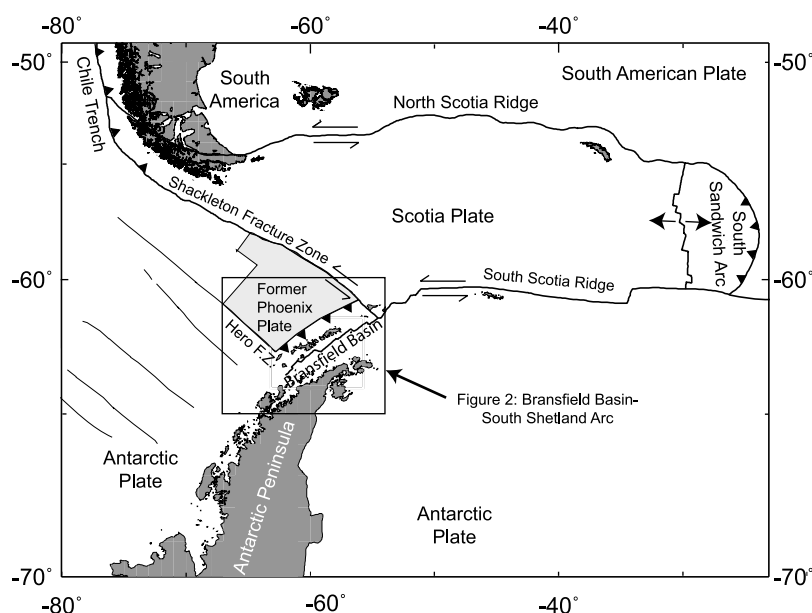 -80° -60° -40°
-50° -50°
Chile Trench
South
America
South American Plate
North Scotia Ridge
Shackleton Fracture Zone
Scotia Plate
South
Sandwich Arc
-60° -60°
South Scotia Ridge
Former
Phoenix
Plate
Hero F.Z.
Bransfield Basin
Figure 2: Bransfield Basin-
South Shetland Arc
Antarctic
Plate
Antarctic Peninsula
Antarctic
Plate
-70° -70°
-80° -60° -40°